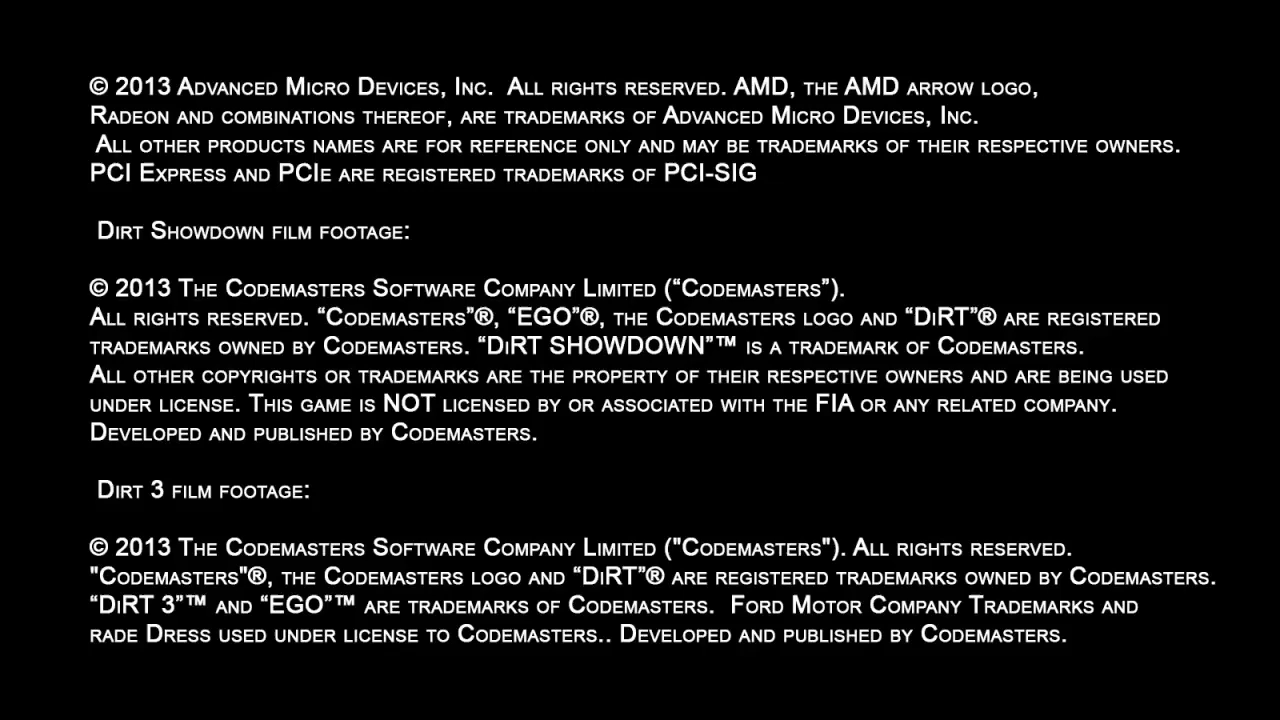 © 2013 Advanced Micro Devices, Inc.  All rights reserved. AMD, the AMD arrow logo,
Radeon and combinations thereof, are trademarks of Advanced Micro Devices, Inc.
All other products names are for reference only and may be trademarks of their respective owners.
PCI Express and PCIe are registered trademarks of PCI-SIG
Dirt Showdown film footage:
© 2013 The Codemasters Software Company Limited (“Codemasters”).
All rights reserved. “Codemasters”®, “EGO”®, the Codemasters logo and “DiRT”® are registered
trademarks owned by Codemasters. “DiRT SHOWDOWN”™ is a trademark of Codemasters.
All other copyrights or trademarks are the property of their respective owners and are being used
under license. This game is NOT licensed by or associated with the FIA or any related company.
Developed and published by Codemasters.
Dirt 3 film footage:
© 2013 The Codemasters Software Company Limited ("Codemasters"). All rights reserved.
"Codemasters"®, the Codemasters logo and “DiRT”® are registered trademarks owned by Codemasters.
“DiRT 3”™ and “EGO”™ are trademarks of Codemasters.  Ford Motor Company Trademarks and
rade Dress used under license to Codemasters.. Developed and published by Codemasters.